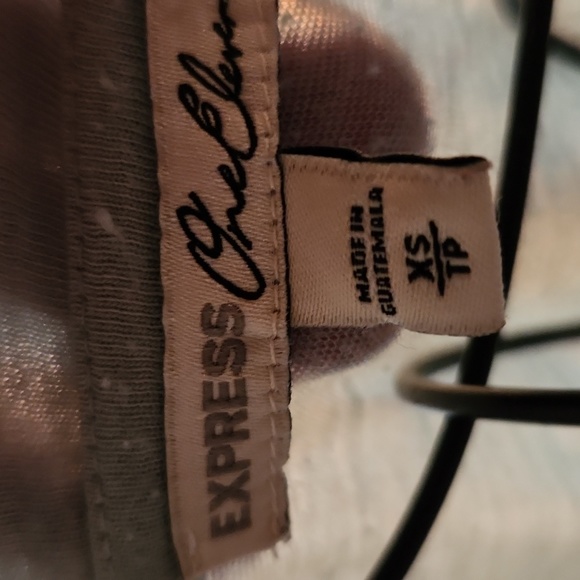 EXPRESS One Eleven
MADE IN
GUATEMALA
XS
TP